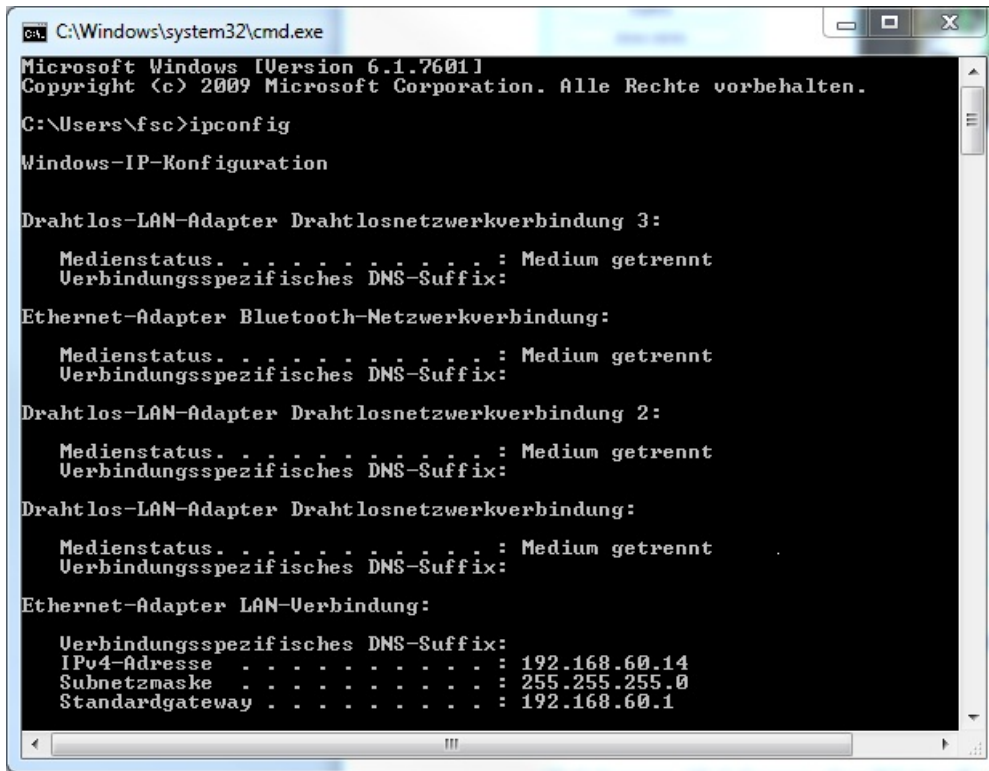 C:\Windows\system32\cmd.exe
Microsoft Windows [Version 6.1.7601]
Copyright (c) 2009 Microsoft Corporation. Alle Rechte vorbehalten.
C:\Users\fsc>ipconfig
Windows-IP-Konfiguration
Drahtlos-LAN-Adapter Drahtlosnetzwerkverbindung 3:
Medienstatus. . . . . . . . . . . : Medium getrennt
Verbindungsspezifisches DNS-Suffix:
Ethernet-Adapter Bluetooth-Netzwerkverbindung:
Medienstatus. . . . . . . . . . . : Medium getrennt
Verbindungsspezifisches DNS-Suffix:
Drahtlos-LAN-Adapter Drahtlosnetzwerkverbindung 2:
Medienstatus. . . . . . . . . . . : Medium getrennt
Verbindungsspezifisches DNS-Suffix:
Drahtlos-LAN-Adapter Drahtlosnetzwerkverbindung:
Medienstatus. . . . . . . . . . . : Medium getrennt
Verbindungsspezifisches DNS-Suffix:
Ethernet-Adapter LAN-Verbindung:
Verbindungsspezifisches DNS-Suffix:
IPv4-Adresse  . . . . . . . . . . : 192.168.60.14
Subnetzmaske  . . . . . . . . . . : 255.255.255.0
Standardgateway . . . . . . . . . : 192.168.60.1